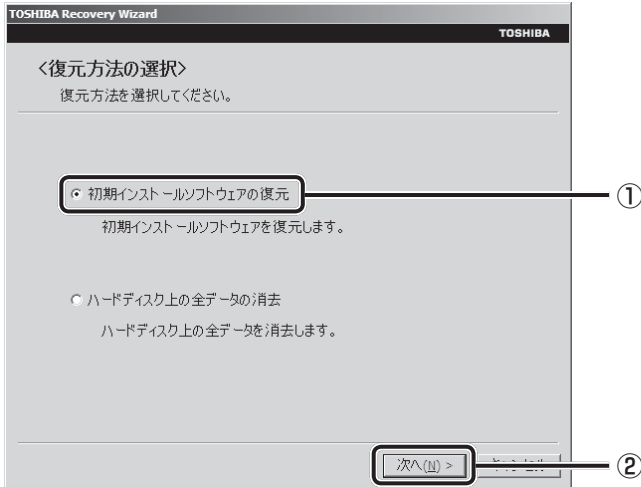 TOSHIBA Recovery Wizard
TOSHIBA
<復元方法の選択>
復元方法を選択してください。
初期インストールソフトウェアの復元
①
初期インストールソフトウェアを復元します。
ハードディスク上の全データの消去
ハードディスク上の全データを消去します。
次へ(N) >
②